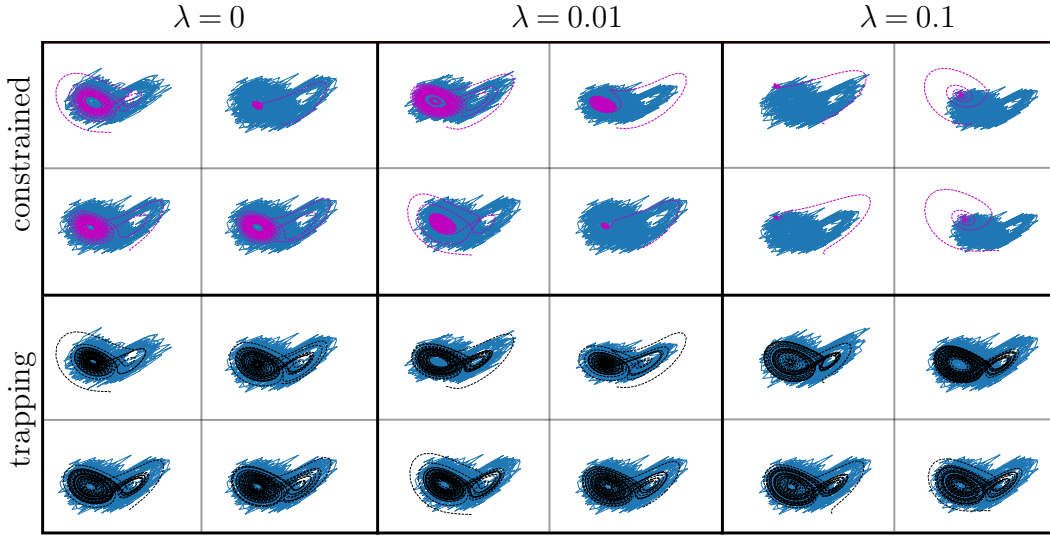 λ = 0
λ = 0.01
λ = 0.1
constrained
trapping